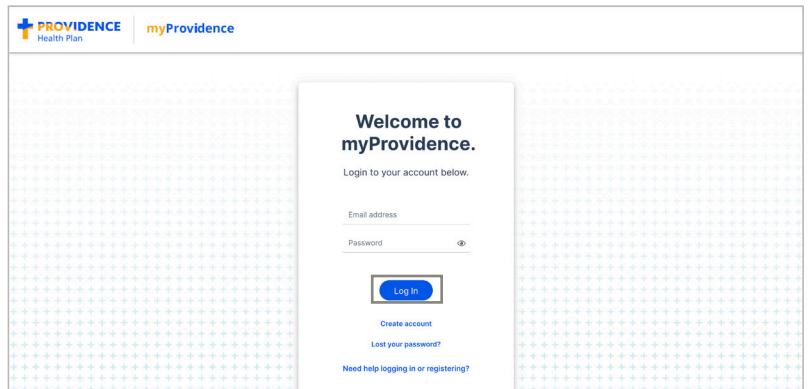 PROVIDENCE
Health Plan
myProvidence
Welcome to
myProvidence.
Login to your account below.
Email address
Password
Log In
Create account
Lost your password?
Need help logging in or registering?